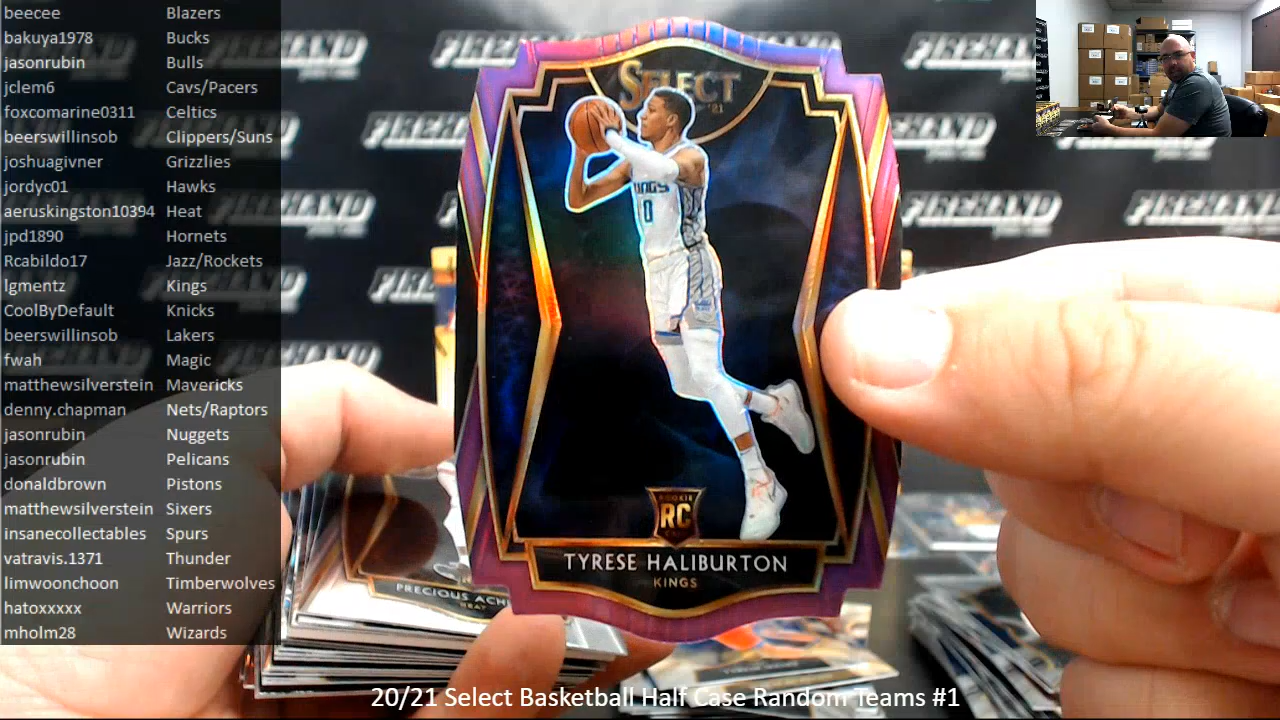 beecee Blazers
bakuya1978 Bucks
jasonrubin Bulls
jclem6 Cavs/Pacers
foxcomarine0311 Celtics
beerswillinsob Clippers/Suns
joshuagivner Grizzlies
jordyc01 Hawks
aeruskingston10394 Heat
jpd1890 Hornets
Rcabildo17 Jazz/Rockets
lgmentz Kings
CoolByDefault Knicks
beerswillinsob Lakers
fwah Magic
matthewsilverstein Mavericks
denny.chapman Nets/Raptors
jasonrubin Nuggets
jasonrubin Pelicans
donaldbrown Pistons
matthewsilverstein Sixers
insanecollectables Spurs
vatravis.1371 Thunder
limwoonchoon Timberwolves
hatoxxxxx Warriors
mholm28 Wizards
FIREHAND
SELECT
'21
KINGS
0
ROOKIE
RC
TYRESE HALIBURTON
KINGS
PRECIOUS ACH
HEAT
20/21 Select Basketball Half Case Random Teams #1